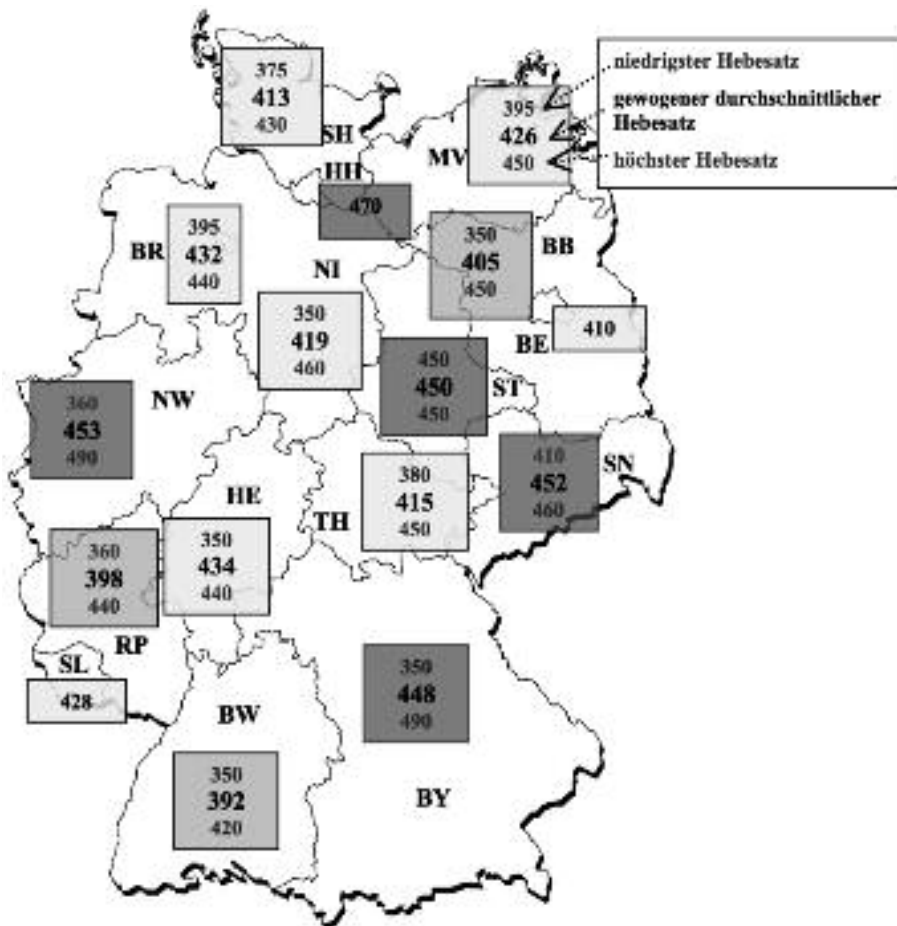 375
413
430
SH
niedrigster Hebesatz
gewogener durchschnittlicher
Hebesatz
höchster Hebesatz
395
426
450
MV
HH
470
BR
395
432
440
NI
350
405
450
BB
350
419
460
BE
410
NW
360
453
490
450
450
450
ST
410
452
460
SN
HE
TH
380
415
450
360
398
440
RP
350
434
440
SL
428
BW
350
448
490
350
392
420
BY